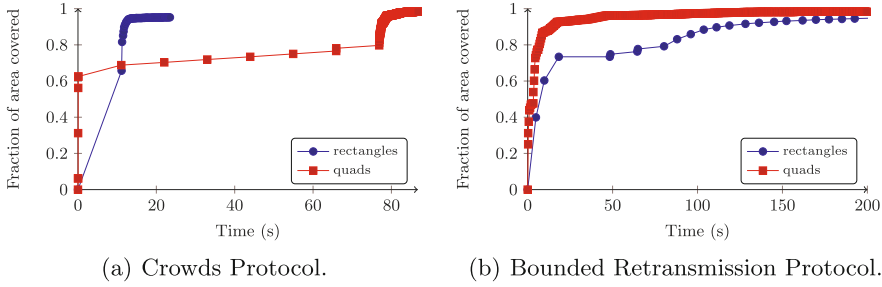 Fraction of area covered
1
0.8
0.6
0.4
0.2
0
0 20 40 60 80
Time (s)
rectangles
quads
(a) Crowds Protocol.
Fraction of area covered
1
0.8
0.6
0.4
0.2
0
0 50 100 150 200
Time (s)
rectangles
quads
(b) Bounded Retransmission Protocol.